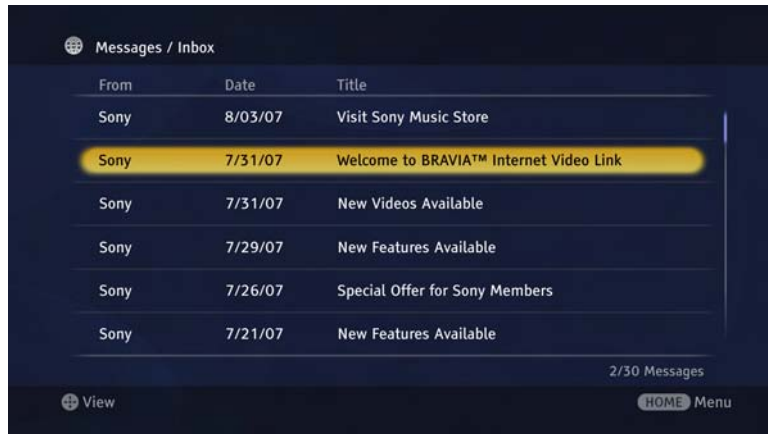 Messages / Inbox
From Date Title
Sony 8/03/07 Visit Sony Music Store
Sony 7/31/07 Welcome to BRAVIA™ Internet Video Link
Sony 7/31/07 New Videos Available
Sony 7/29/07 New Features Available
Sony 7/26/07 Special Offer for Sony Members
Sony 7/21/07 New Features Available
2/30 Messages
View HOME Menu